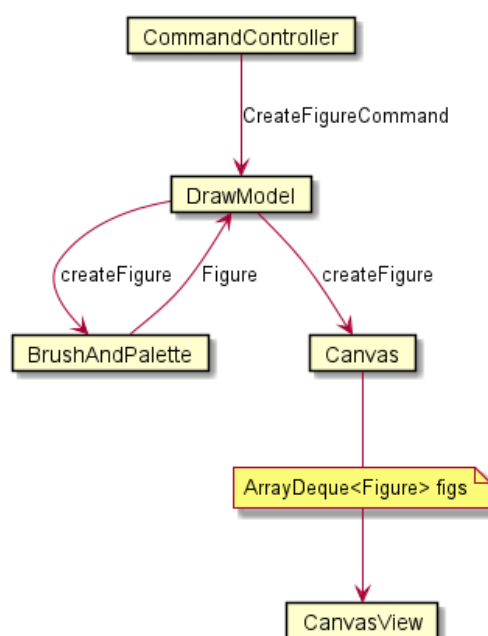 CommandController
CreateFigureCommand
DrawModel
createFigure
Figure
createFigure
BrushAndPalette
Canvas
ArrayDeque<Figure> figs
CanvasView